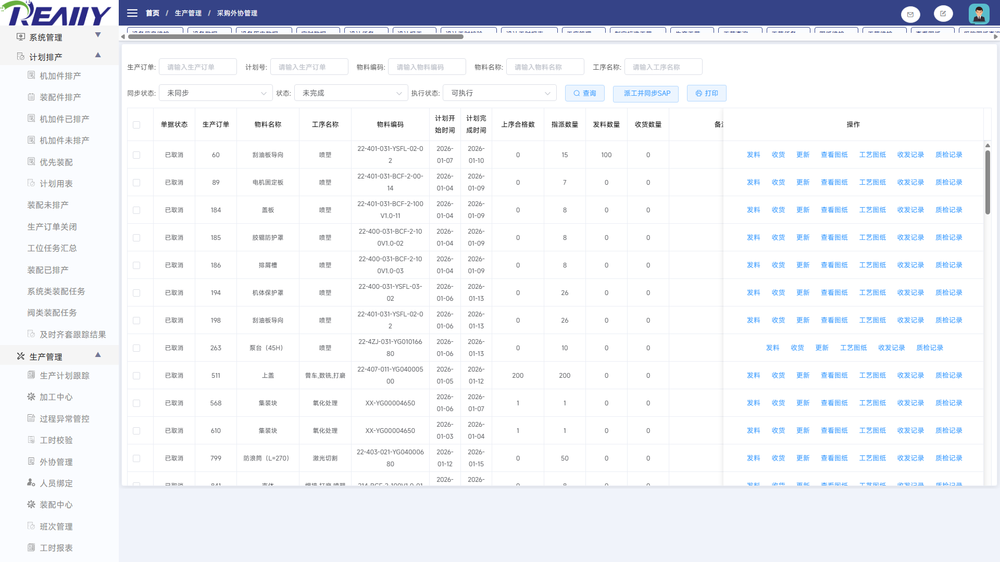 REAllY
首页 / 生产管理 / 采购外协管理
系统管理
计划排产
机加件排产
装配件排产
机加件已排产
机加件未排产
优先装配
计划用表
装配未排产
生产订单关闭
工位任务汇总
装配已排产
系统类装配任务
阀类装配任务
及时齐套跟踪结果
生产管理
生产计划跟踪
加工中心
过程异常管控
工时校验
外协管理
人员绑定
装配中心
班次管理
工时报表
生产订单: 请输入生产订单 计划号: 请输入生产订单 物料编码: 请输入物料编码 物料名称: 请输入物料名称 工序名称: 请输入工序名称
同步状态: 未同步 状态: 未完成 执行状态: 可执行 查询 派工并同步SAP 打印
单据状态 生产订单 物料名称 工序名称 物料编码 计划开始时间 计划完成时间 上序合格数 指派数量 发料数量 收货数量 备 操作
已取消 60 刮油板导向 喷塑 22-401-031-YSFL-02-02 2026-01-07 2026-01-10 0 15 100 0 发料 收货 更新 查看图纸 工艺图纸 收发记录 质检记录
已取消 89 电机固定板 喷塑 22-401-031-BCF-2-00-14 2026-01-04 2026-01-09 0 7 0 0 发料 收货 更新 查看图纸 工艺图纸 收发记录 质检记录
已取消 184 盖板 喷塑 22-401-031-BCF-2-100V1.0-11 2026-01-04 2026-01-09 0 8 0 0 发料 收货 更新 查看图纸 工艺图纸 收发记录 质检记录
已取消 185 胶辊防护罩 喷塑 22-400-031-BCF-2-100V1.0-02 2026-01-04 2026-01-09 0 8 0 0 发料 收货 更新 查看图纸 工艺图纸 收发记录 质检记录
已取消 186 排屑槽 喷塑 22-400-031-BCF-2-100V1.0-03 2026-01-04 2026-01-09 0 8 0 0 发料 收货 更新 查看图纸 工艺图纸 收发记录 质检记录
已取消 194 机体保护罩 喷塑 22-400-031-YSFL-03-02 2026-01-06 2026-01-13 0 26 0 0 发料 收货 更新 查看图纸 工艺图纸 收发记录 质检记录
已取消 198 刮油板导向 喷塑 22-401-031-YSFL-02-02 2026-01-06 2026-01-13 0 26 0 0 发料 收货 更新 查看图纸 工艺图纸 收发记录 质检记录
已取消 263 泵台（45H） 喷塑 22-4ZJ-031-YG01016680 2026-01-06 2026-01-13 0 10 0 0 发料 收货 更新 工艺图纸 收发记录 质检记录
已取消 511 上盖 普车,数铣,打磨 22-407-011-YG04000500 2026-01-05 2026-01-12 200 200 0 0 发料 收货 更新 查看图纸 工艺图纸 收发记录 质检记录
已取消 568 集装块 氧化处理 XX-YG00004650 2026-01-06 2026-01-07 1 1 0 0 发料 收货 更新 查看图纸 工艺图纸 收发记录 质检记录
已取消 610 集装块 氧化处理 XX-YG00004650 2026-01-03 2026-01-04 1 1 0 0 发料 收货 更新 查看图纸 工艺图纸 收发记录 质检记录
已取消 799 防浪筒（L=270） 激光切割 22-403-021-YG04000680 2026-01-12 2026-01-15 0 50 0 0 发料 收货 更新 查看图纸 工艺图纸 收发记录 质检记录
2026- 2026-